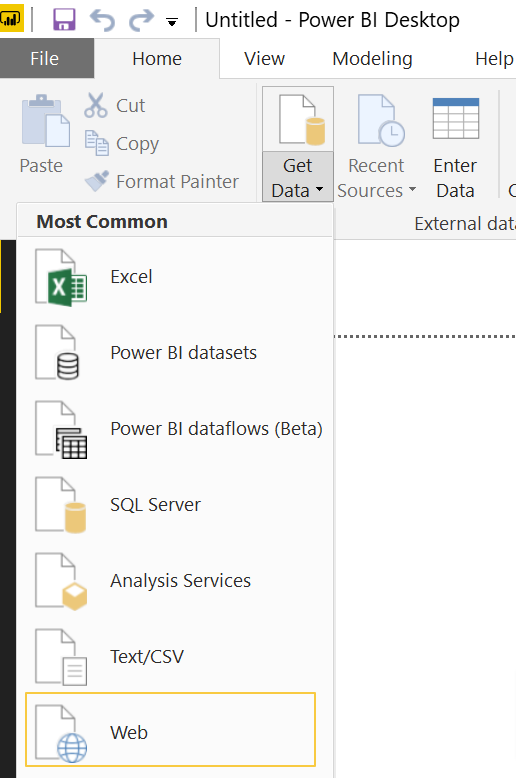 Untitled - Power BI Desktop
File Home View Modeling Help
Paste
Cut
Copy
Format Painter
Get Data
Recent Sources
Enter Data
External data
Most Common
Excel
Power BI datasets
Power BI dataflows (Beta)
SQL Server
Analysis Services
Text/CSV
Web